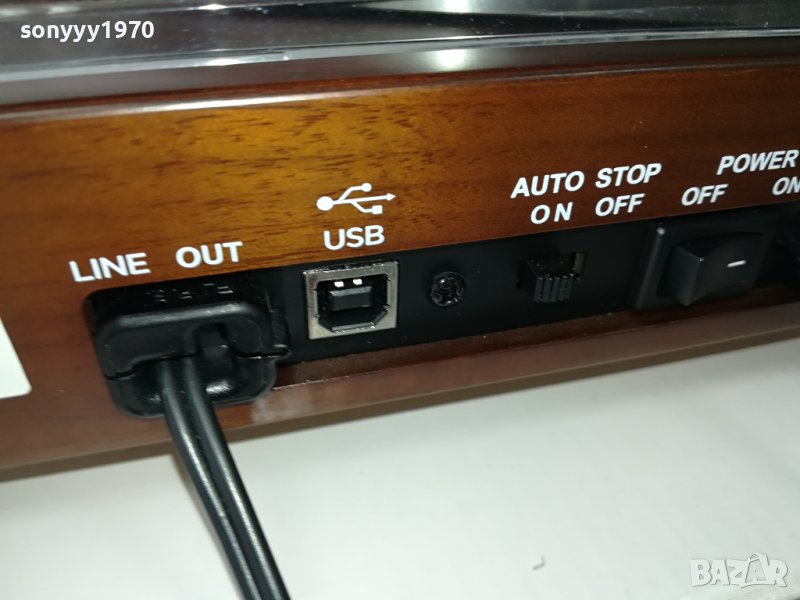 sonyyy1970
AUTO STOP
ON OFF
POWER
OFF ON
USB
LINE OUT
BAZAR